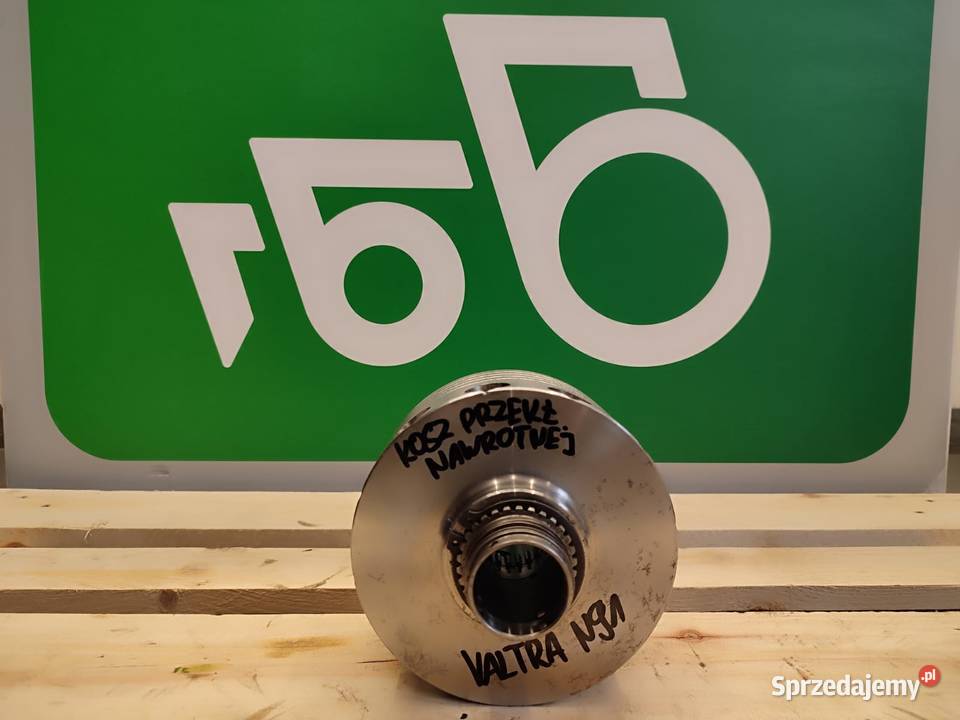 KOSZ PRZEKŁ
NAWROTNEJ
VALTRA N91
Sprzedajemy.pl